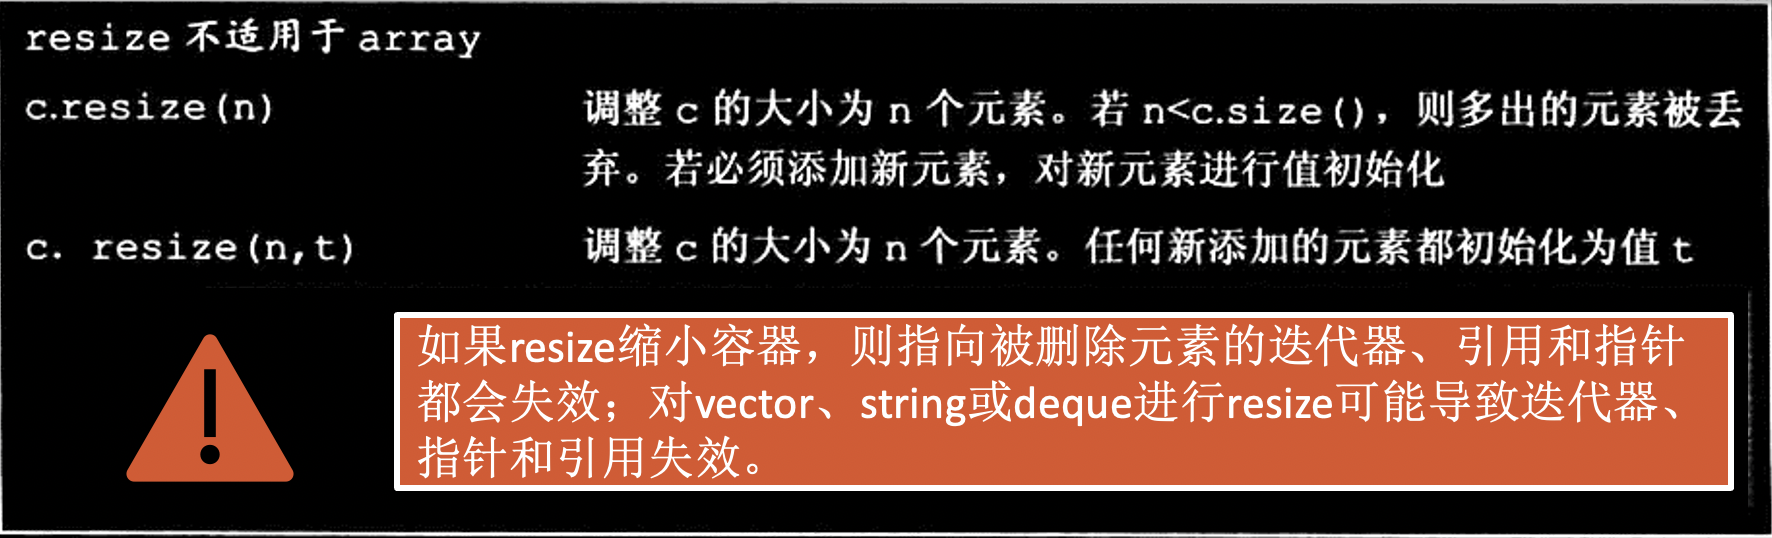 resize 不适用于 array
c.resize(n)
调整 c 的大小为 n 个元素。若 n<c.size()，则多出的元素被丢
弃。若必须添加新元素，对新元素进行值初始化
c. resize(n,t)
调整 c 的大小为 n 个元素。任何新添加的元素都初始化为值 t
如果resize缩小容器，则指向被删除元素的迭代器、引用和指针
都会失效；对vector、string或deque进行resize可能导致迭代器、
指针和引用失效。